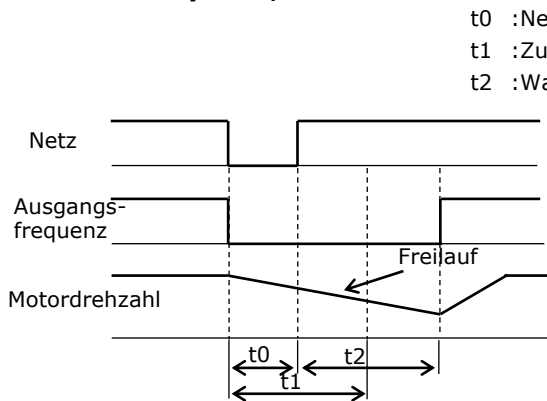 t0 :Ne
t1 :Zu
t2 :Wa
Netz
Ausgangs-
frequenz
Freilauf
Motordrehzahl
t0
t2
t1